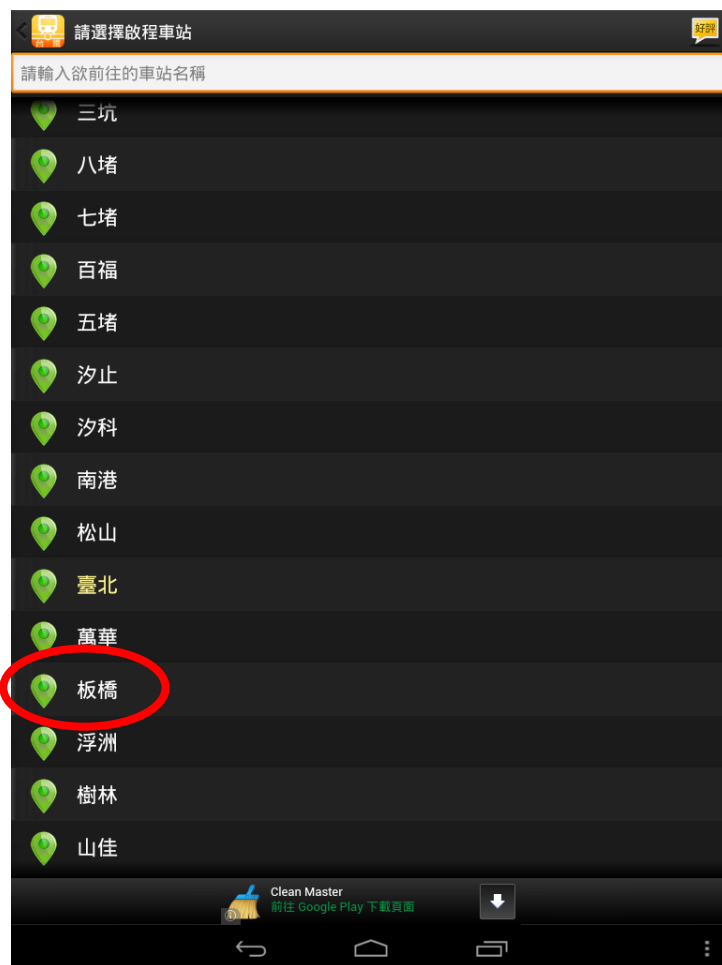 台鐵
請選擇啟程車站
好評
請輸入欲前往的車站名稱
三坑
八堵
七堵
百福
五堵
汐止
汐科
南港
松山
臺北
萬華
板橋
浮洲
樹林
山佳
Clean Master
前往 Google Play 下載頁面